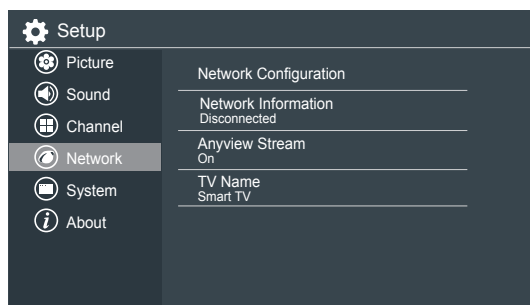 Setup
Picture
Sound
Channel
Network
System
About
Network Configuration
Network Information
Disconnected
Anyview Stream
On
TV Name
Smart TV